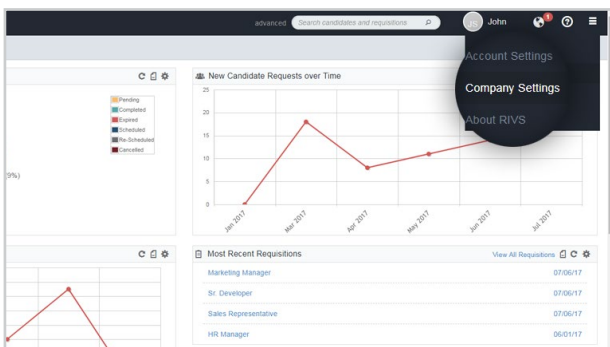 advanced Search candidates and requisitions JS John 1
Account Settings
Company Settings
About RIVS
Pending
Completed
Expired
Scheduled
Re-Scheduled
Cancelled
9%)
New Candidate Requests over Time
25
20
15
10
5
0
Jan 2017 Mar 2017 Apr 2017 May 2017 Jun 2017 Jul 2017
Most Recent Requisitions View All Requisitions
Marketing Manager 07/06/17
Sr. Developer 07/06/17
Sales Representative 07/06/17
HR Manager 06/01/17